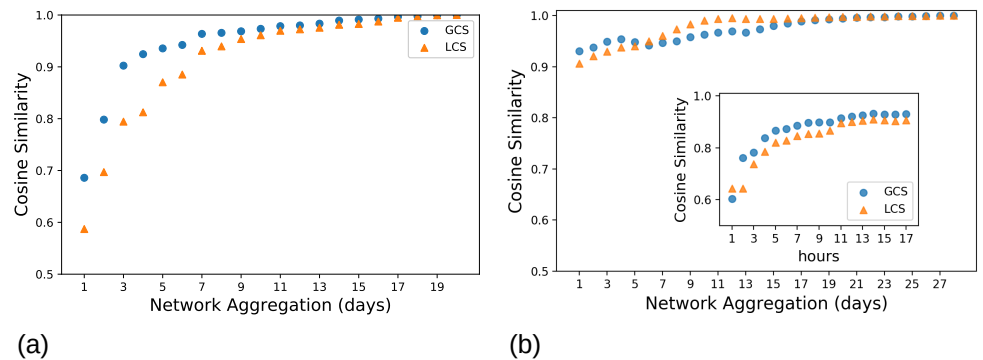 1.0
0.9
0.8
0.7
0.6
0.5
Cosine Similarity
GCS
LCS
1 3 5 7 9 11 13 15 17 19
Network Aggregation (days)
(a)
1.0
0.9
0.8
0.7
0.6
0.5
Cosine Similarity
1.0
0.8
0.6
Cosine Similarity
GCS
LCS
1 3 5 7 9 11 13 15 17
hours
1 3 5 7 9 11 13 15 17 19 21 23 25 27
Network Aggregation (days)
(b)